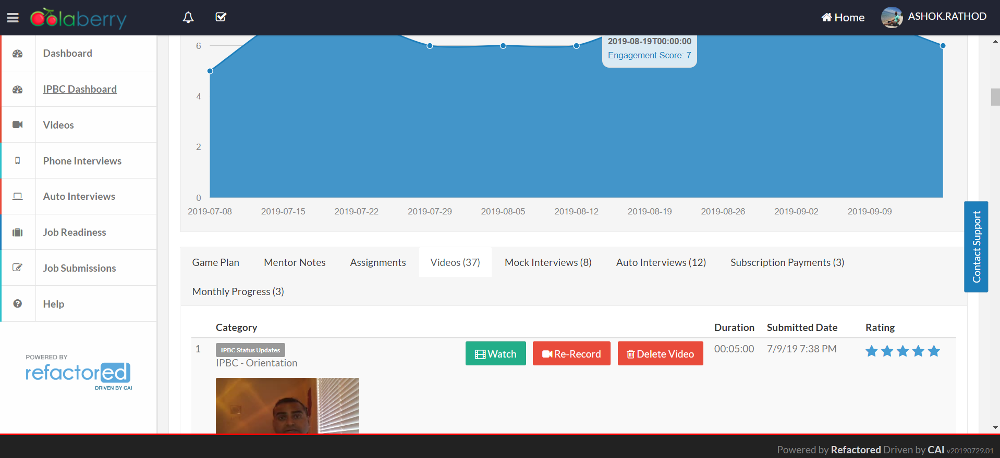 Colaberry
Home
ASHOK.RATHOD
Dashboard
IPBC Dashboard
Videos
Phone Interviews
Auto Interviews
Job Readiness
Job Submissions
Help
POWERED BY
refactored
DRIVEN BY CAI
2019-08-19T00:00:00
Engagement Score: 7
6
4
2
0
2019-07-08 2019-07-15 2019-07-22 2019-07-29 2019-08-05 2019-08-12 2019-08-19 2019-08-26 2019-09-02 2019-09-09
Contact Support
Game Plan Mentor Notes Assignments Videos (37) Mock Interviews (8) Auto Interviews (12) Subscription Payments (3)
Monthly Progress (3)
Category Duration Submitted Date Rating
1 IPBC Status Updates Watch Re-Record Delete Video 00:05:00 7/9/19 7:38 PM
IPBC - Orientation
Powered by Refactored Driven by CAI v20190729.01